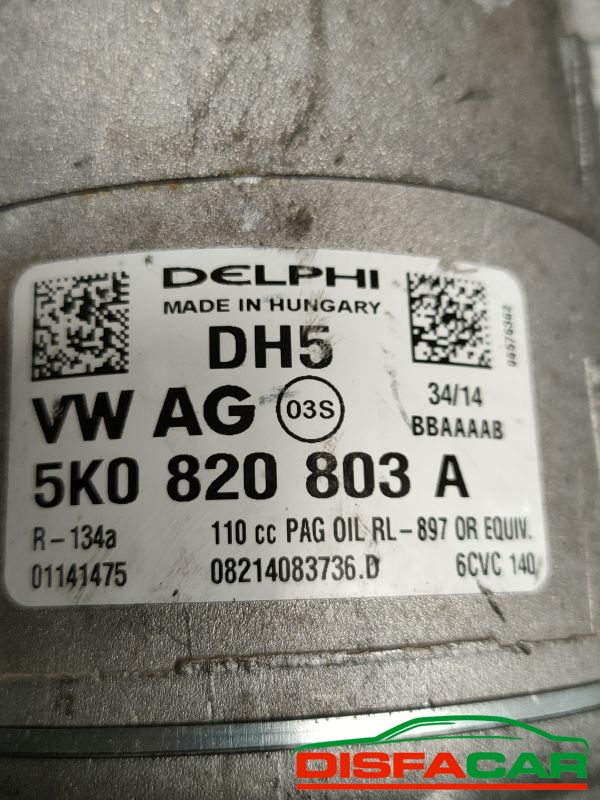 DELPHI
MADE IN HUNGARY
DH5
VW AG 03S
34/14
BBAAAAB
5K0 820 803 A
R-134a 110 cc PAG OIL RL-897 OR EQUIV.
01141475 08214083736.D 6CVC 140
DISFACAR